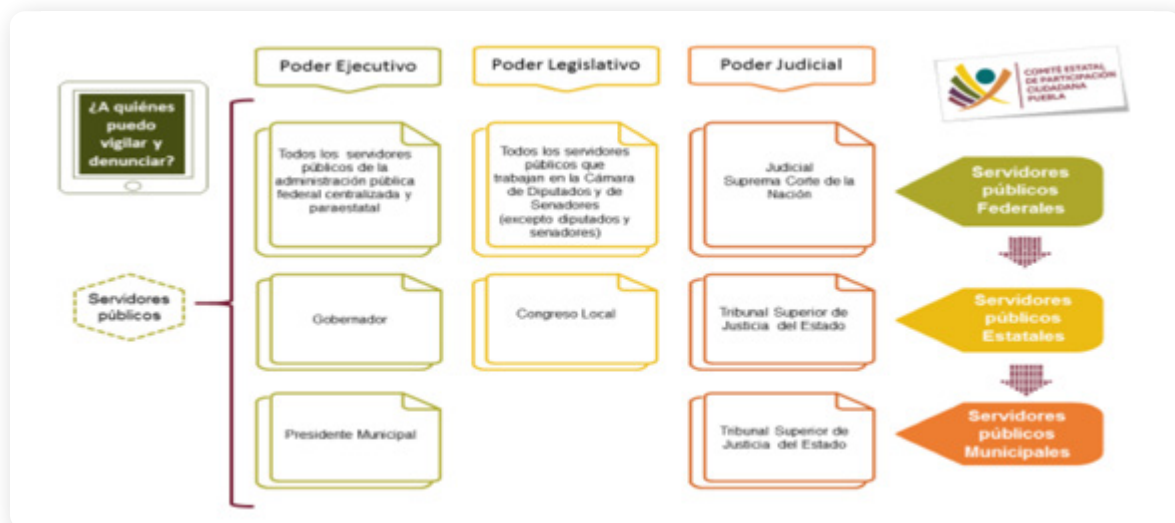 Poder Ejecutivo
Poder Legislativo
Poder Judicial
COMITÉ ESTATAL
DE PARTICIPACIÓN
CIUDADANA
PUEBLA
¿A quiénes
puedo
vigilar y
denunciar?
Todos los servidores
públicos de la
administración pública
federal centralizada y
paraestatal
Todos los servidores
públicos que
trabajan en la Cámara
de Diputados y de
Senadores
(excepto diputados y
senadores)
Judicial
Suprema Corte de la
Nación
Servidores
públicos
Federales
Servidores
públicos
Gobernador
Congreso Local
Tribunal Superior de
Justicia del Estado
Servidores
públicos
Estatales
Presidente Municipal
Tribunal Superior de
Justicia del Estado
Servidores
públicos
Municipales